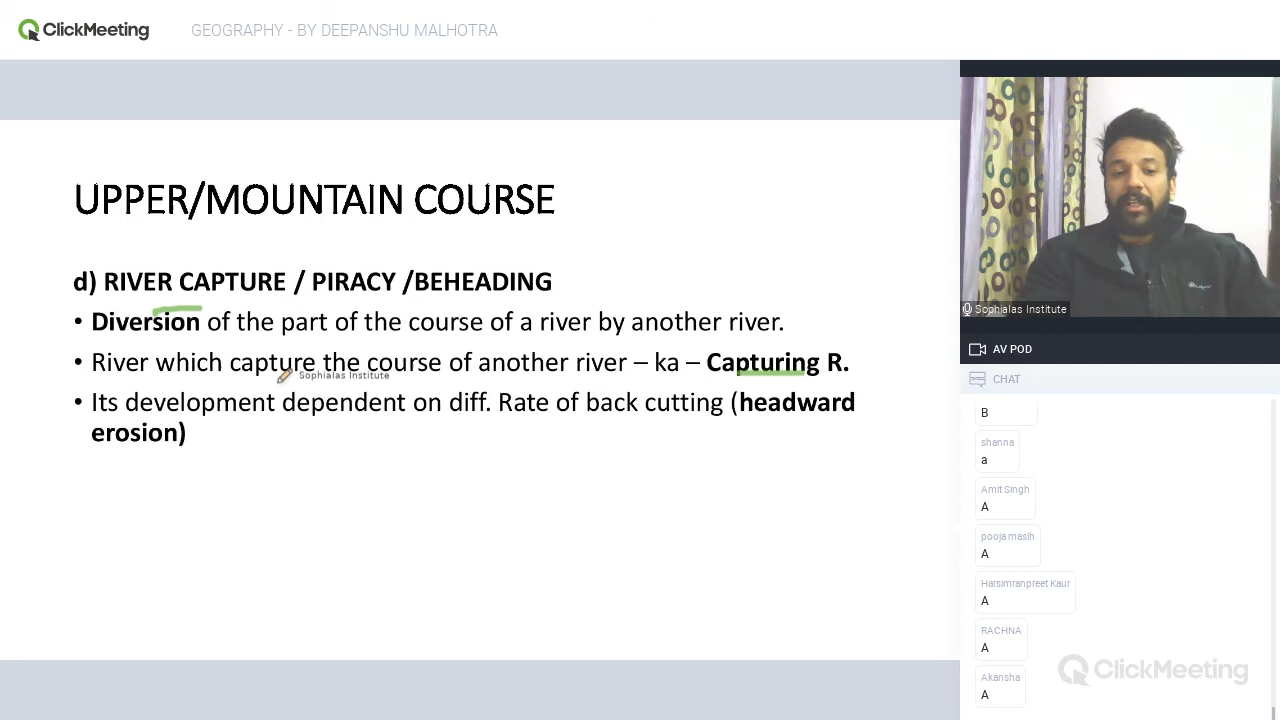 ClickMeeting
GEOGRAPHY - BY DEEPANSHU MALHOTRA
UPPER/MOUNTAIN COURSE
d) RIVER CAPTURE / PIRACY /BEHEADING
• Diversion of the part of the course of a river by another river.
• River which capture the course of another river – ka – Capturing R.
Sophialas Institute
• Its development dependent on diff. Rate of back cutting (headward
erosion)
Sophialas Institute
AV POD
CHAT
B
shanna
a
Amit Singh
A
pooja masih
A
Harsimranpreet Kaur
A
RACHNA
A
Akansha
A
ClickMeeting